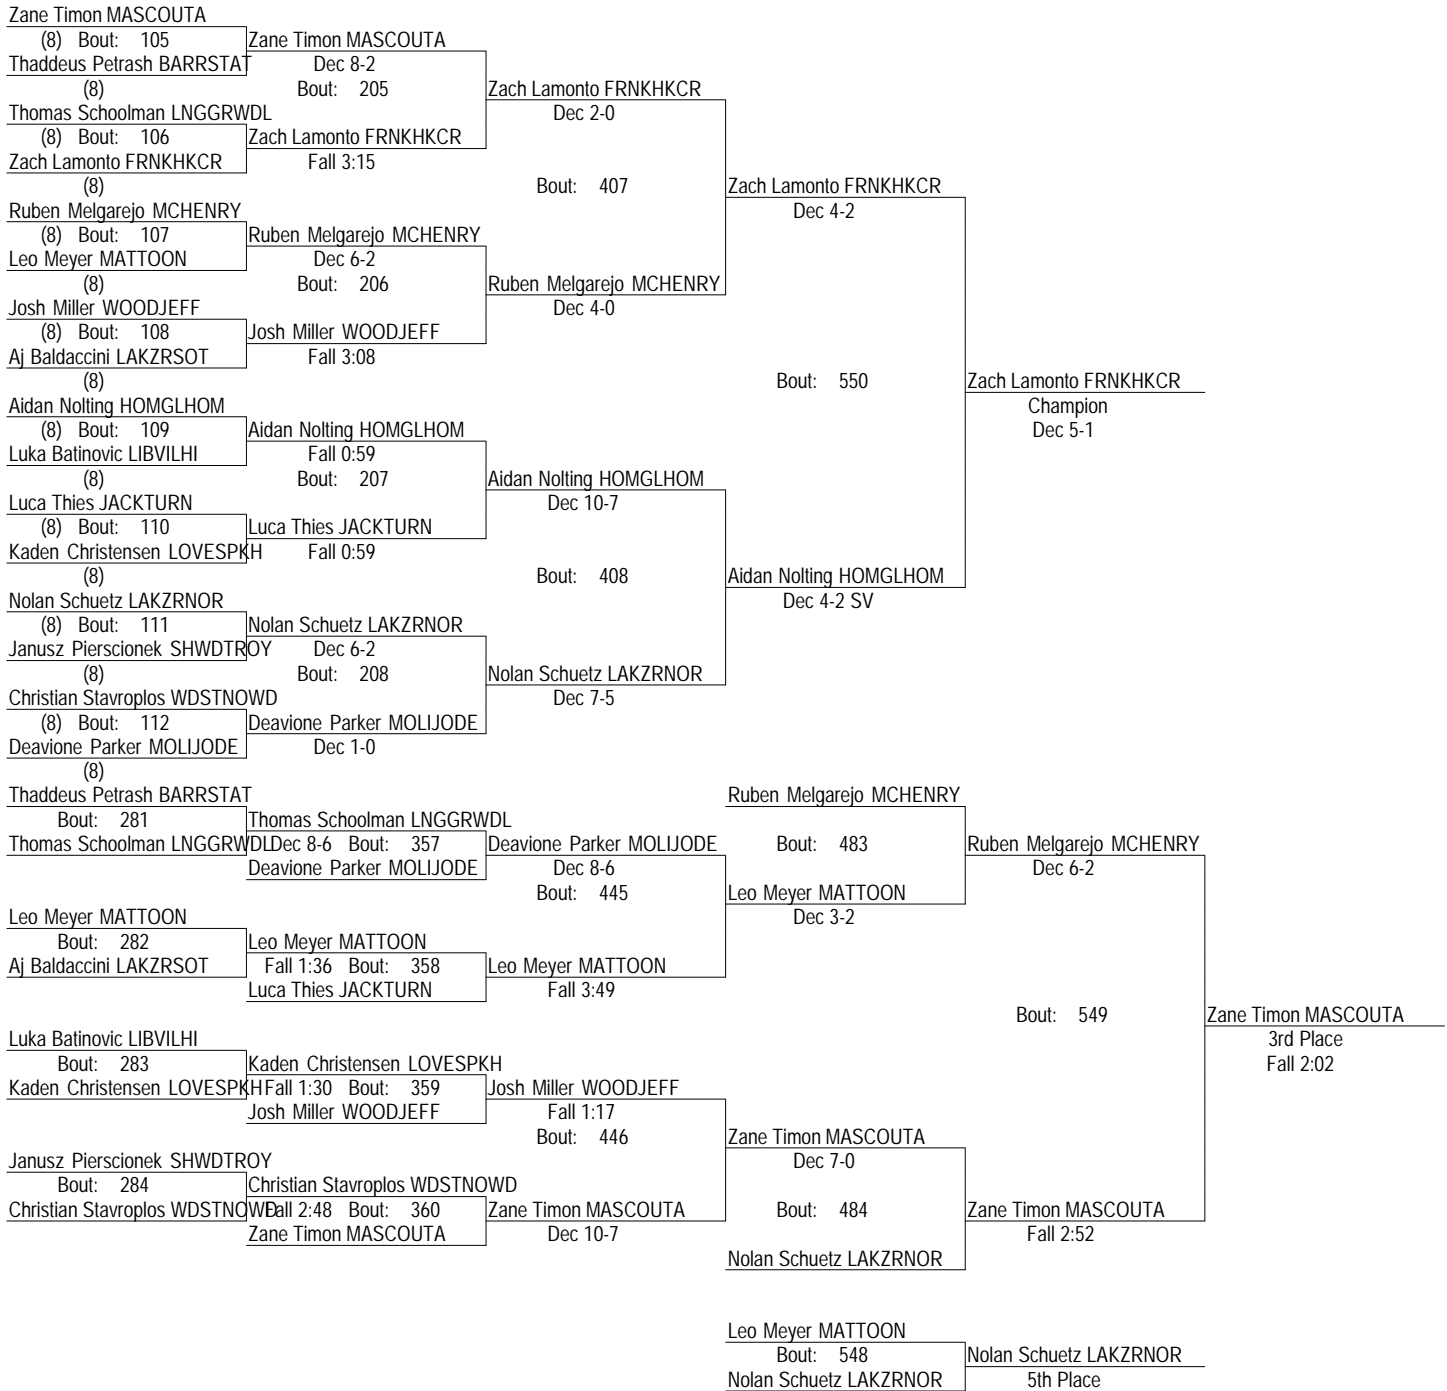 Zane Timon MASCOUTA
(8) Bout: 105 Zane Timon MASCOUTA
Thaddeus Petrash BARRSTAT Dec 8-2
(8) Bout: 205 Zach Lamonto FRNKHKCR
Thomas Schoolman LNGGRWDL Dec 2-0
(8) Bout: 106 Zach Lamonto FRNKHKCR
Zach Lamonto FRNKHKCR Fall 3:15
(8) Bout: 407 Zach Lamonto FRNKHKCR
Ruben Melgarejo MCHENRY Dec 4-2
(8) Bout: 107 Ruben Melgarejo MCHENRY
Leo Meyer MATTOON Dec 6-2
(8) Bout: 206 Ruben Melgarejo MCHENRY
Josh Miller WOODJEFF Dec 4-0
(8) Bout: 108 Josh Miller WOODJEFF
Aj Baldaccini LAKZRSOT Fall 3:08
(8) Bout: 550 Zach Lamonto FRNKHKCR
Aidan Nolting HOMGLHOM Champion
(8) Bout: 109 Aidan Nolting HOMGLHOM Dec 5-1
Luka Batinovic LIBVILHI Fall 0:59
(8) Bout: 207 Aidan Nolting HOMGLHOM
Luca Thies JACKTURN Dec 10-7
(8) Bout: 110 Luca Thies JACKTURN
Kaden Christensen LOVESPKH Fall 0:59
(8) Bout: 408 Aidan Nolting HOMGLHOM
Nolan Schuetz LAKZRNOR Dec 4-2 SV
(8) Bout: 111 Nolan Schuetz LAKZRNOR
Janusz Pierscionek SHWDTROY Dec 6-2
(8) Bout: 208 Nolan Schuetz LAKZRNOR
Christian Stavroplos WDSTNOWD Dec 7-5
(8) Bout: 112 Deavione Parker MOLIJODE
Deavione Parker MOLIJODE Dec 1-0
(8)
Thaddeus Petrash BARRSTAT Ruben Melgarejo MCHENRY
Bout: 281 Thomas Schoolman LNGGRWDL
Thomas Schoolman LNGGRWDL Dec 8-6 Bout: 357 Deavione Parker MOLIJODE Bout: 483 Ruben Melgarejo MCHENRY
Deavione Parker MOLIJODE Dec 8-6 Dec 6-2
Bout: 445 Leo Meyer MATTOON
Leo Meyer MATTOON Dec 3-2
Bout: 282 Leo Meyer MATTOON
Aj Baldaccini LAKZRSOT Fall 1:36 Bout: 358 Leo Meyer MATTOON
Luca Thies JACKTURN Fall 3:49
Bout: 549 Zane Timon MASCOUTA
Luka Batinovic LIBVILHI 3rd Place
Bout: 283 Kaden Christensen LOVESPKH Fall 2:02
Kaden Christensen LOVESPKH Fall 1:30 Bout: 359 Josh Miller WOODJEFF
Josh Miller WOODJEFF Fall 1:17
Bout: 446 Zane Timon MASCOUTA
Janusz Pierscionek SHWDTROY Dec 7-0
Bout: 284 Christian Stavroplos WDSTNOWD
Christian Stavroplos WDSTNOWD Fall 2:48 Bout: 360 Zane Timon MASCOUTA Bout: 484 Zane Timon MASCOUTA
Zane Timon MASCOUTA Dec 10-7 Fall 2:52
Nolan Schuetz LAKZRNOR
Leo Meyer MATTOON
Bout: 548 Nolan Schuetz LAKZRNOR
Nolan Schuetz LAKZRNOR 5th Place